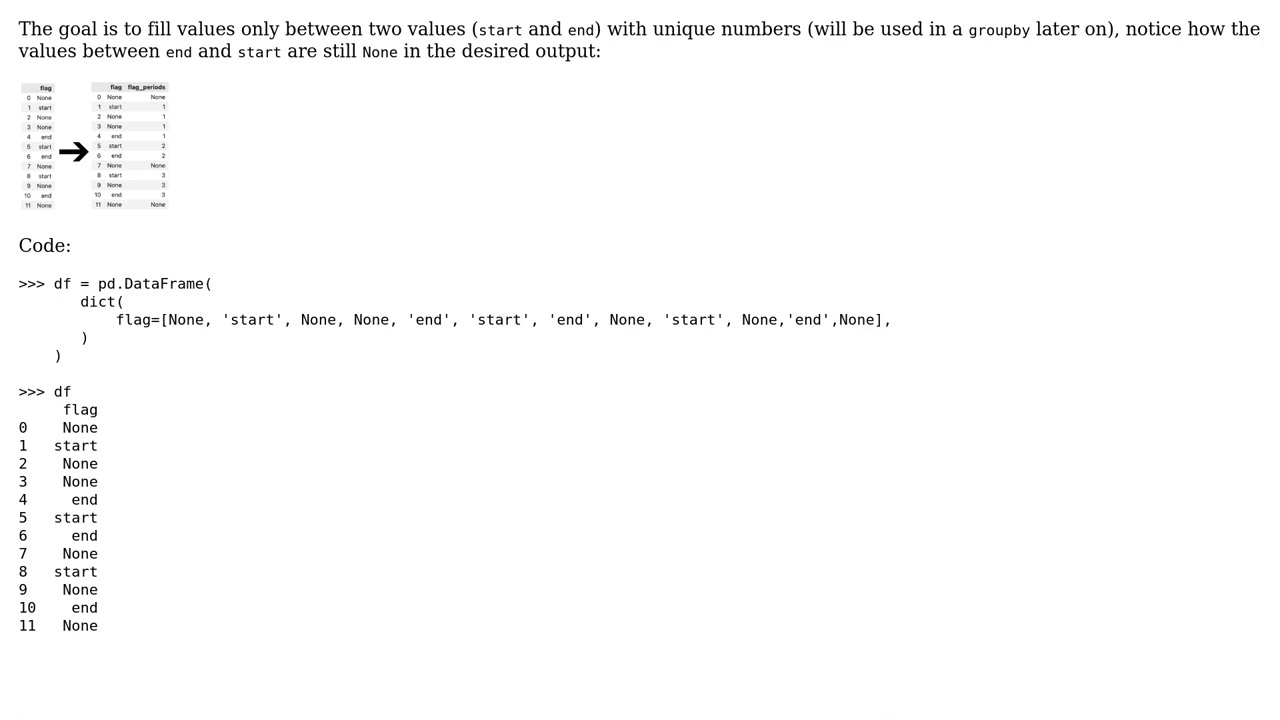 The goal is to fill values only between two values (start and end) with unique numbers (will be used in a groupby later on), notice how the
values between end and start are still None in the desired output:
flag
0 None
1 start
2 None
3 None
4 end
5 start
6 end
7 None
8 start
9 None
10 end
11 None
➔
flag flag_periods
0 None None
1 start 1
2 None 1
3 None 1
4 end 1
5 start 2
6 end 2
7 None None
8 start 3
9 None 3
10 end 3
11 None None
Code:
>>> df = pd.DataFrame(
       dict(
           flag=[None, 'start', None, None, 'end', 'start', 'end', None, 'start', None,'end',None],
       )
    )
>>> df
     flag
0    None
1   start
2    None
3    None
4     end
5   start
6     end
7    None
8   start
9    None
10    end
11   None